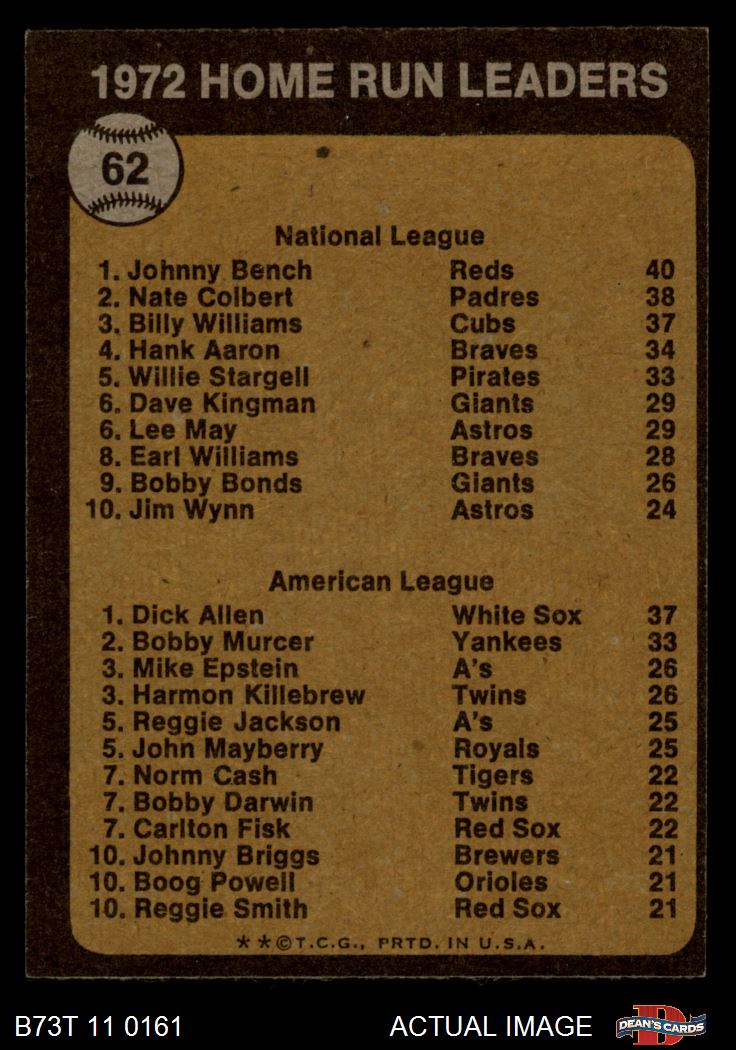 1972 HOME RUN LEADERS
62
National League
1. Johnny Bench Reds 40
2. Nate Colbert Padres 38
3. Billy Williams Cubs 37
4. Hank Aaron Braves 34
5. Willie Stargell Pirates 33
6. Dave Kingman Giants 29
6. Lee May Astros 29
8. Earl Williams Braves 28
9. Bobby Bonds Giants 26
10. Jim Wynn Astros 24
American League
1. Dick Allen White Sox 37
2. Bobby Murcer Yankees 33
3. Mike Epstein A's 26
3. Harmon Killebrew Twins 26
5. Reggie Jackson A's 25
5. John Mayberry Royals 25
7. Norm Cash Tigers 22
7. Bobby Darwin Twins 22
7. Carlton Fisk Red Sox 22
10. Johnny Briggs Brewers 21
10. Boog Powell Orioles 21
10. Reggie Smith Red Sox 21
**©T.C.G., PRTD. IN U.S.A.
B73T 11 0161 ACTUAL IMAGE D DEAN'S CARDS